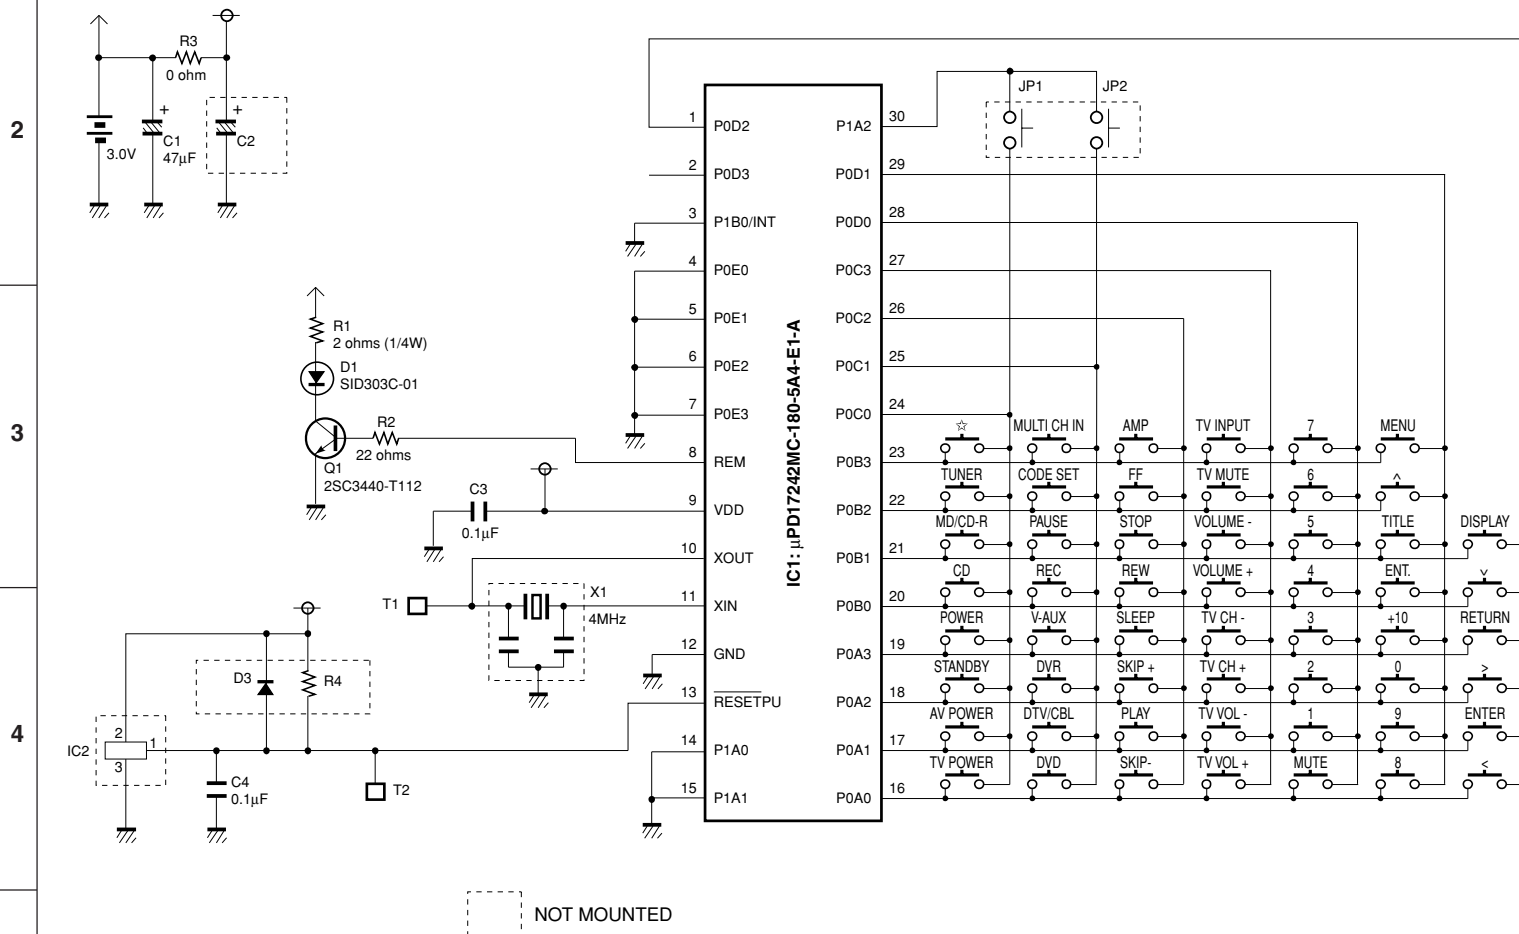 2
3
4
R3
0 ohm
3.0V
+
C1
47µF
+
C2
R1
2 ohms (1/4W)
D1
SID303C-01
R2
22 ohms
Q1
2SC3440-T112
C3
0.1µF
T1
X1
4MHz
D3
R4
IC2
2
1
3
C4
0.1µF
T2
IC1: µPD17242MC-180-5A4-E1-A
1 P0D2
2 P0D3
3 P1B0/INT
4 P0E0
5 P0E1
6 P0E2
7 P0E3
8 REM
9 VDD
10 XOUT
11 XIN
12 GND
13 RESETPU
14 P1A0
15 P1A1
P1A2 30
P0D1 29
P0D0 28
P0C3 27
P0C2 26
P0C1 25
P0C0 24
P0B3 23
P0B2 22
P0B1 21
P0B0 20
P0A3 19
P0A2 18
P0A1 17
P0A0 16
JP1 JP2
☆ MULTI CH IN AMP TV INPUT 7 MENU
TUNER CODE SET FF TV MUTE 6 ^
MD/CD-R PAUSE STOP VOLUME - 5 TITLE DISPLAY
CD REC REW VOLUME + 4 ENT. v
POWER V-AUX SLEEP TV CH - 3 +10 RETURN
STANDBY DVR SKIP + TV CH + 2 0 >
AV POWER DTV/CBL PLAY TV VOL - 1 9 ENTER
TV POWER DVD SKIP- TV VOL + MUTE 8 <
NOT MOUNTED